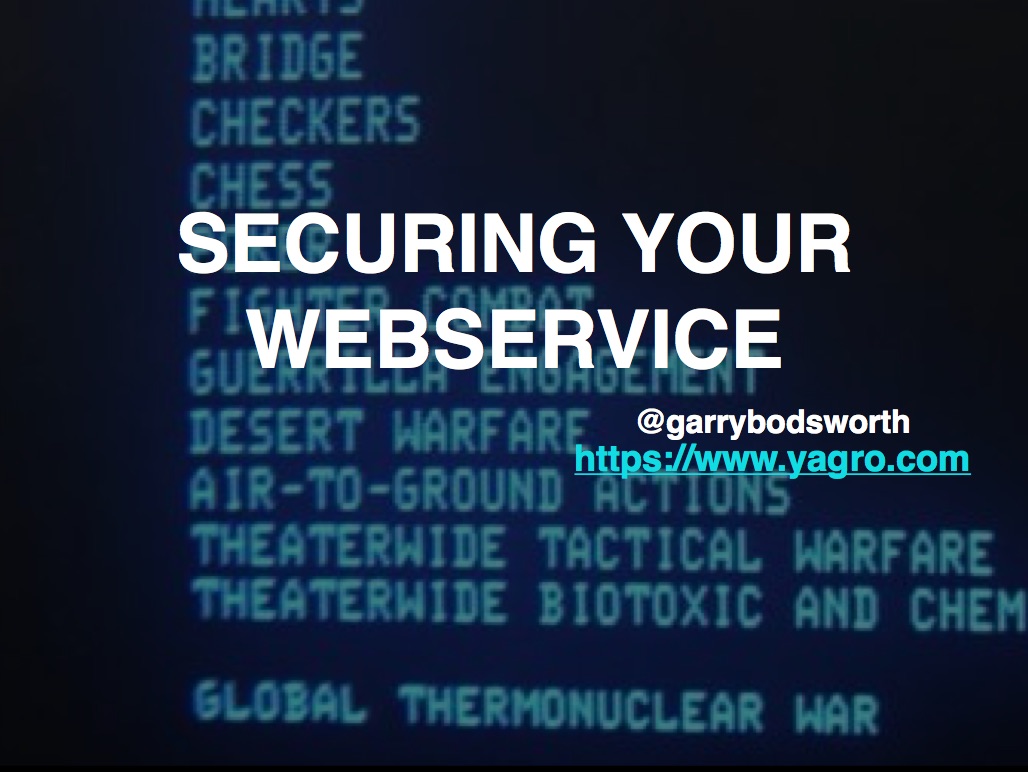 HEARTS
BRIDGE
CHECKERS
CHESS
SECURING YOUR
FIGHTER COMBAT
WEBSERVICE
GUERRILLA ENGAGEMENT
@garrybodsworth
DESERT WARFARE
https://www.yagro.com
AIR-TO-GROUND ACTIONS
THEATERWIDE TACTICAL WARFARE
THEATERWIDE BIOTOXIC AND CHEM
GLOBAL THERMONUCLEAR WAR